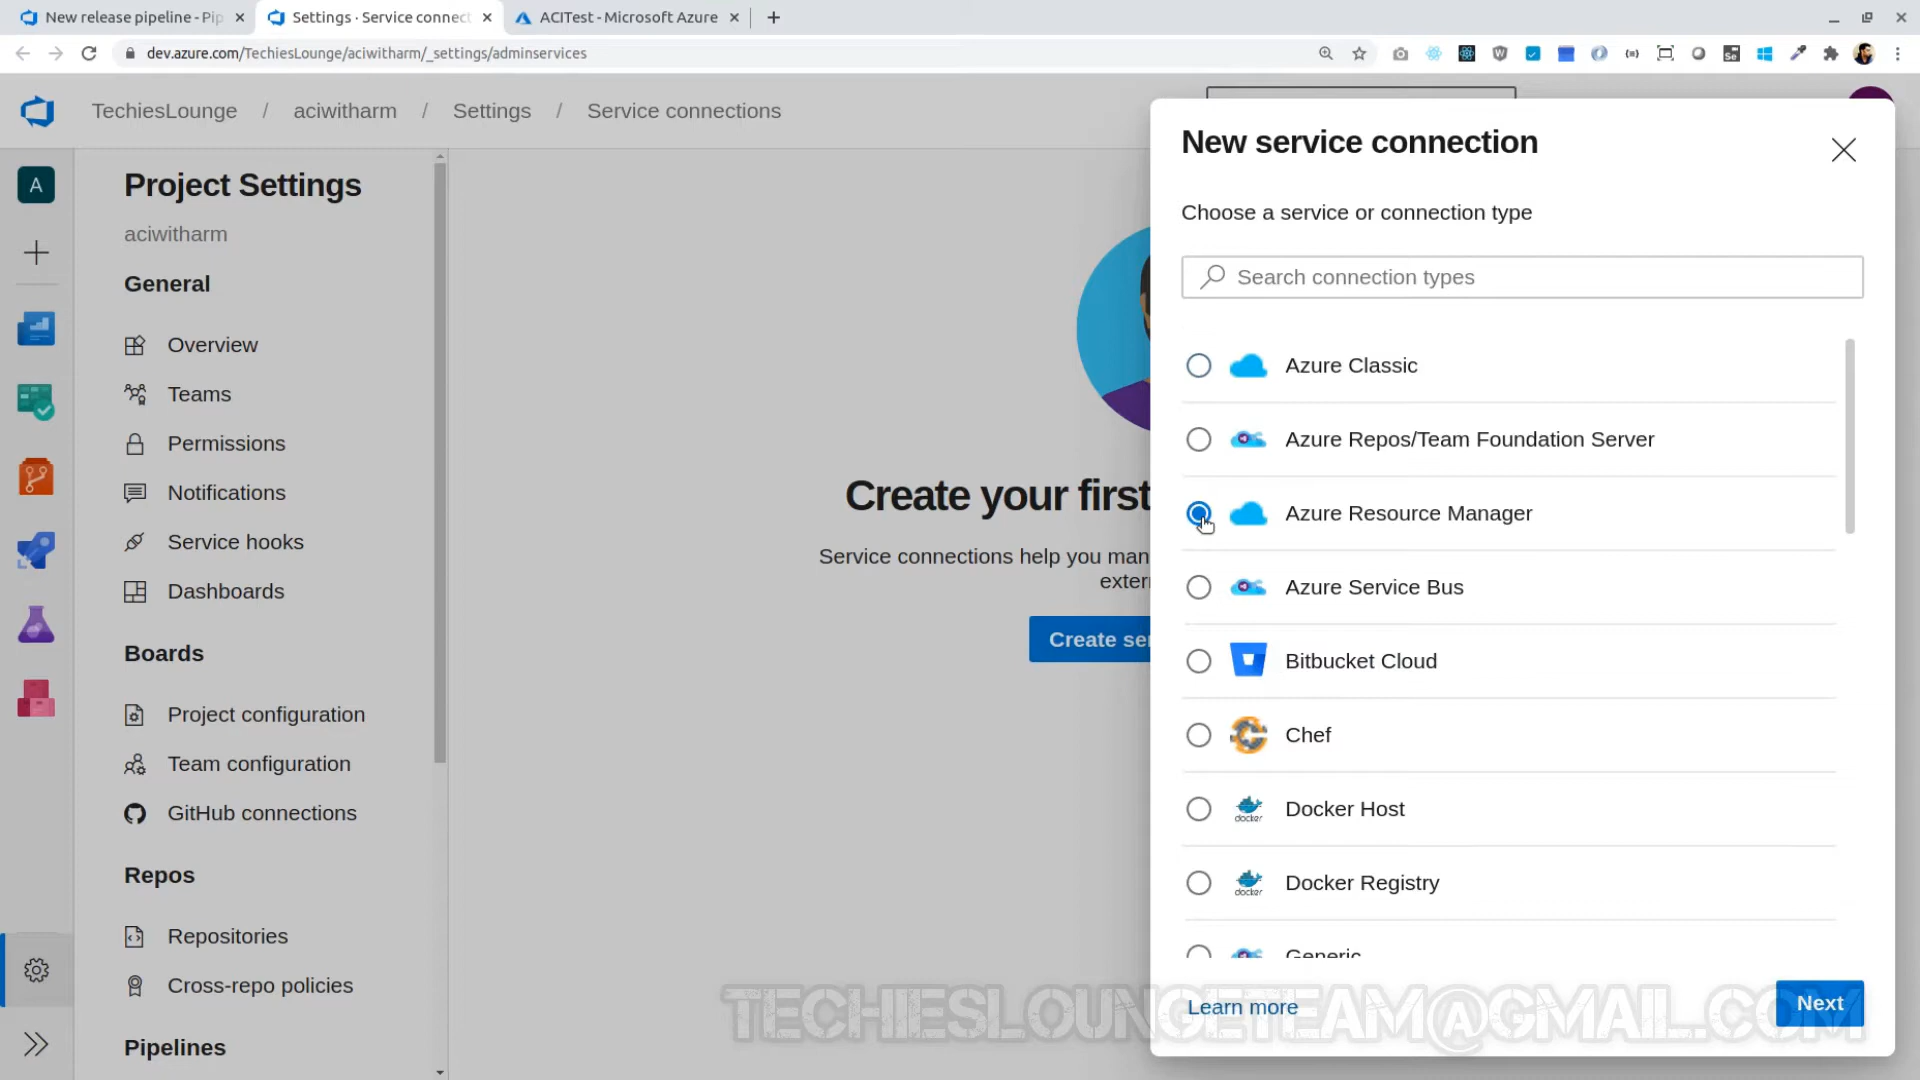 New release pipeline - Pip
Settings · Service connect
ACITest - Microsoft Azure
dev.azure.com/TechiesLounge/aciwitharm/_settings/adminservices
TechiesLounge / aciwitharm / Settings / Service connections
A
Project Settings
aciwitharm
General
Overview
Teams
Permissions
Notifications
Service hooks
Dashboards
Boards
Project configuration
Team configuration
GitHub connections
Repos
Repositories
Cross-repo policies
Pipelines
Create your first
Service connections help you man
extern
Create ser
New service connection
Choose a service or connection type
Search connection types
Azure Classic
Azure Repos/Team Foundation Server
Azure Resource Manager
Azure Service Bus
Bitbucket Cloud
Chef
docker
Docker Host
docker
Docker Registry
Generic
Learn more
Next
TECHIESLOUNGETEAM@GMAIL.COM